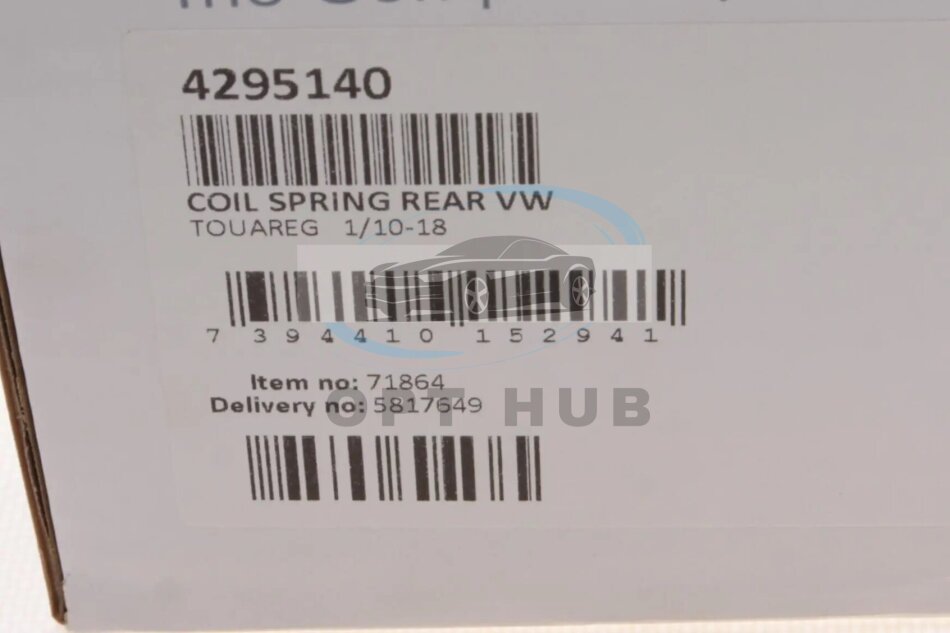 4295140
COIL SPRING REAR VW
TOUAREG 1/10-18
7 394410 152941
Item no: 71864
Delivery no: 5817649
OPT HUB